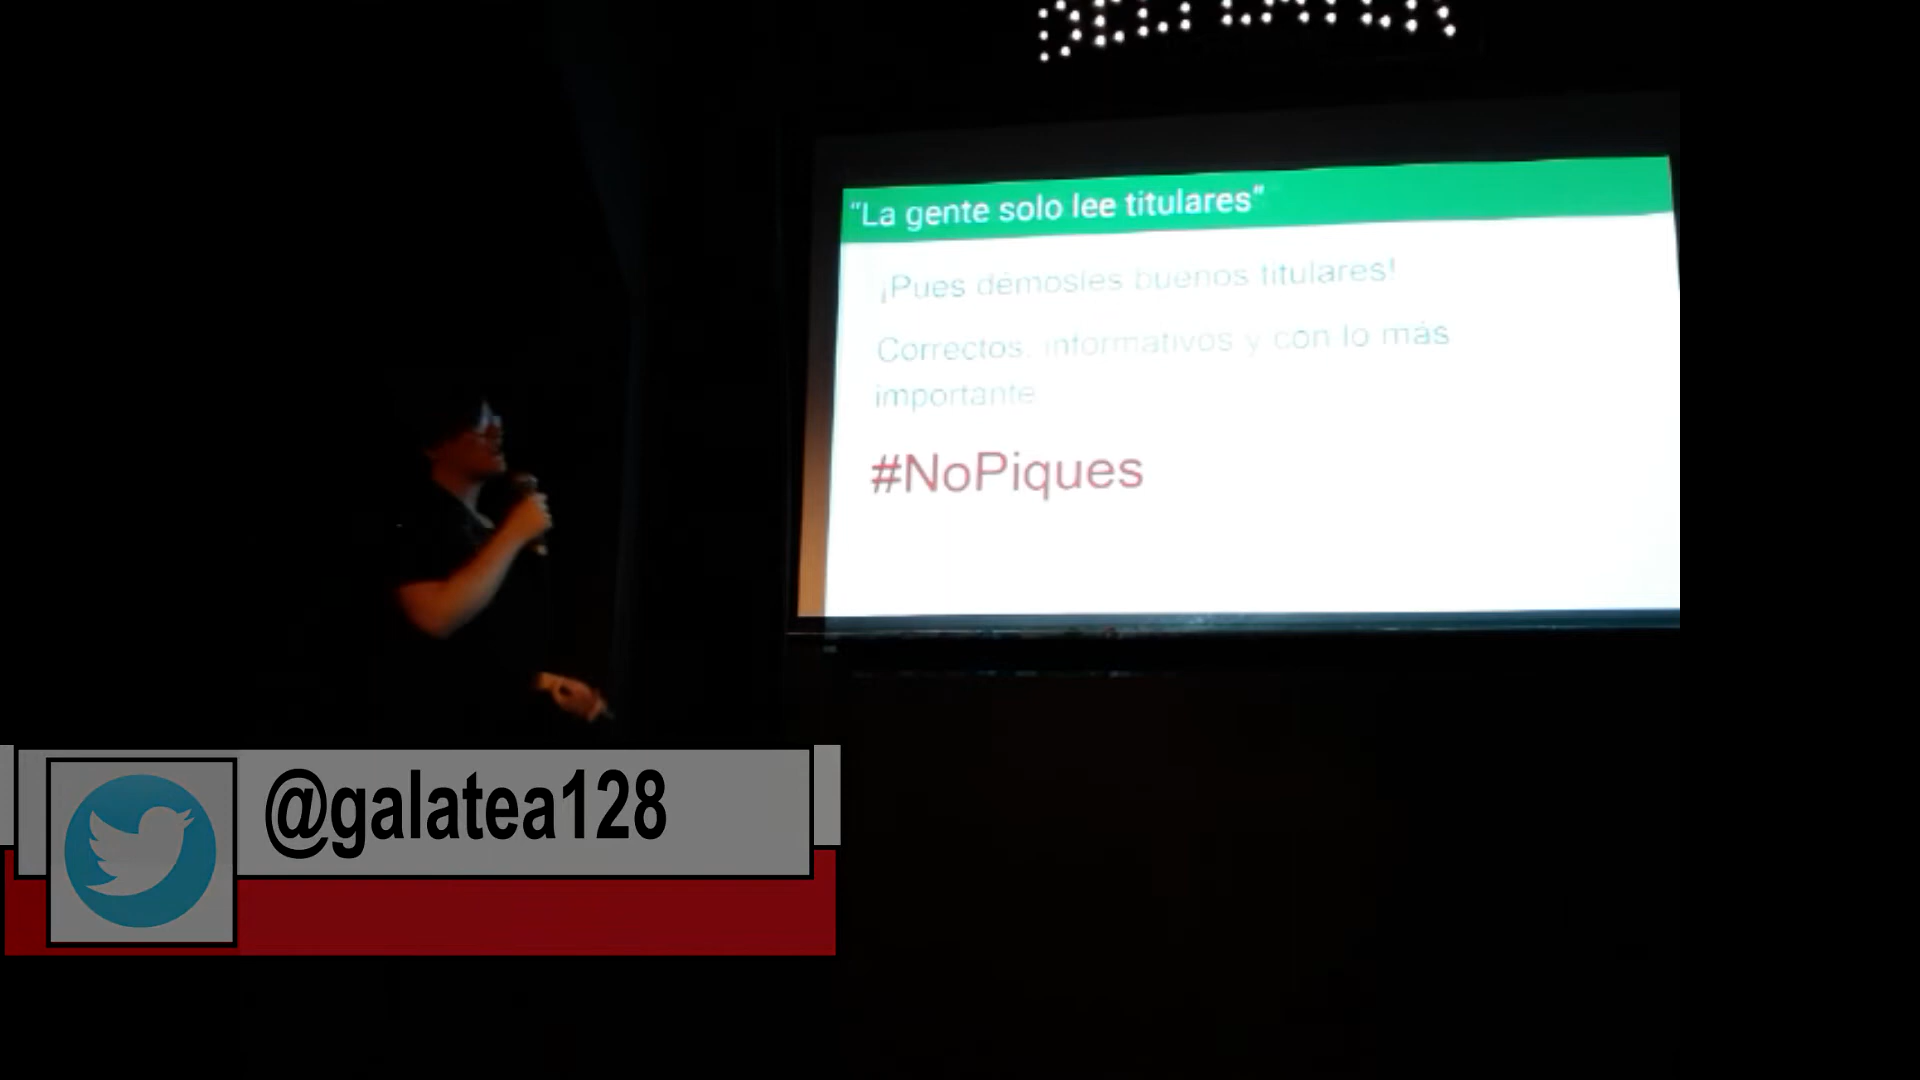 “La gente solo lee titulares”
¡Pues démosles buenos titulares!
Correctos, informativos y con lo más
importante
#NoPiques
@galatea128